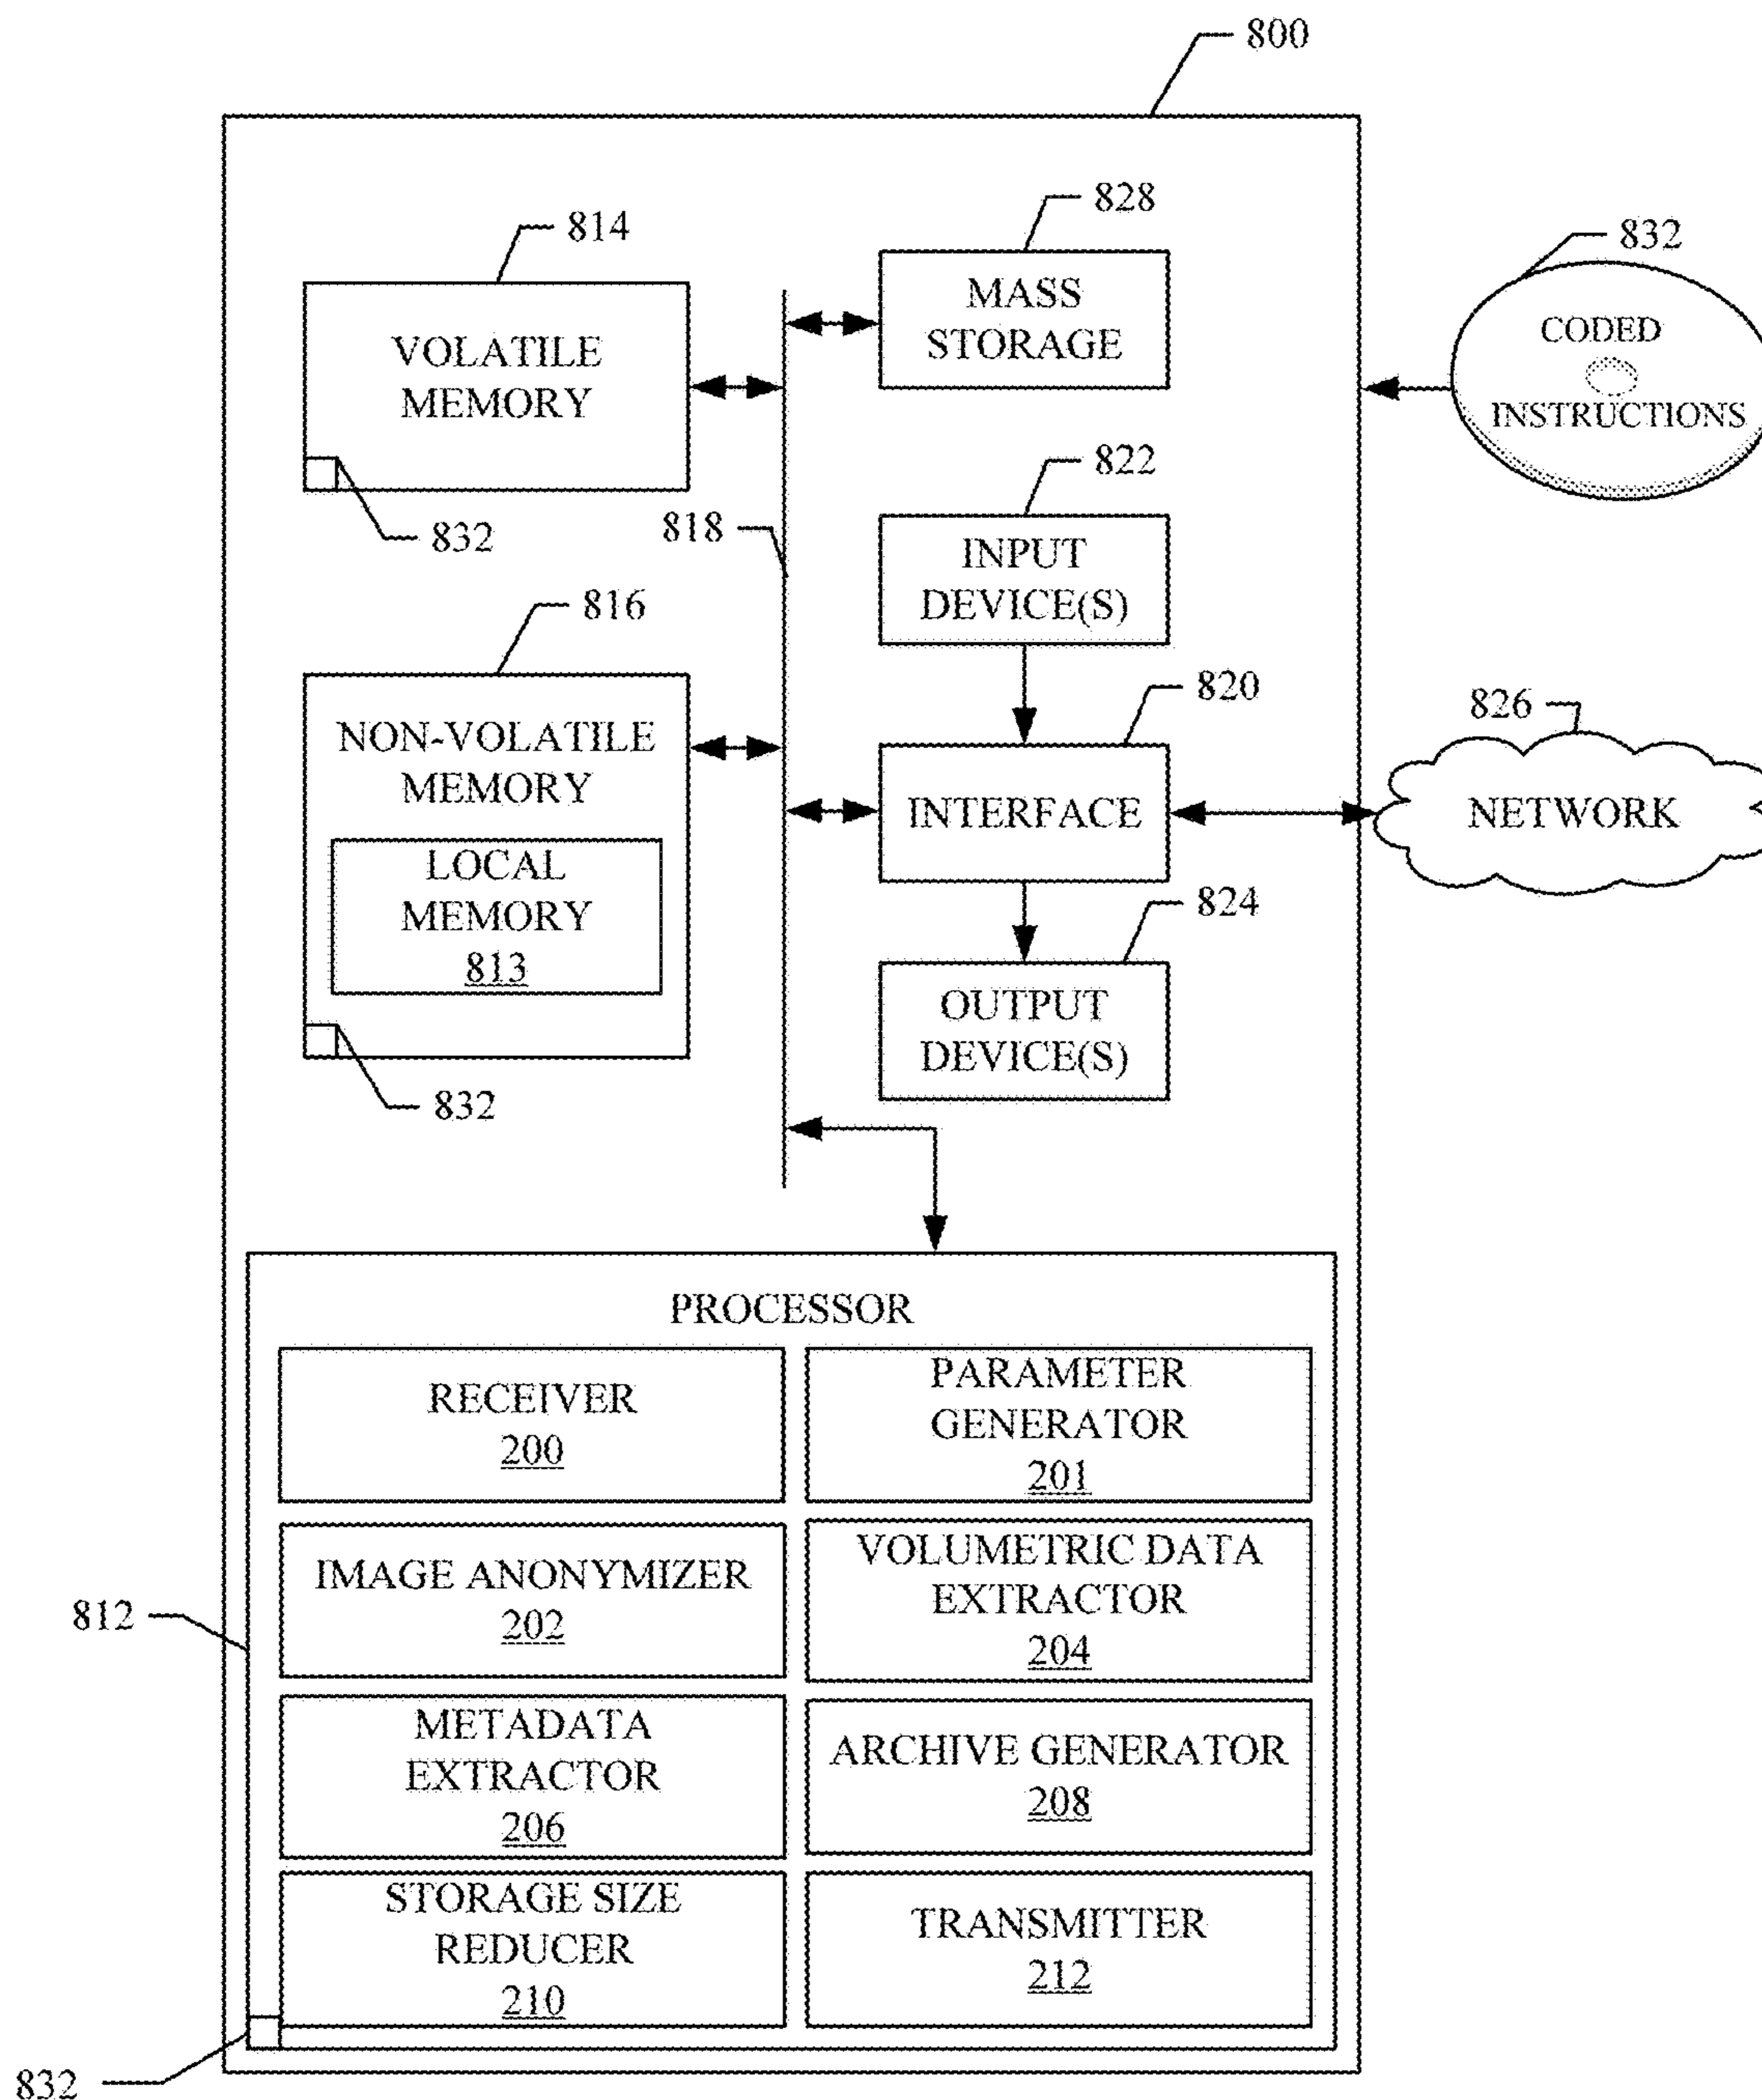 800
814
828
832
VOLATILE
MEMORY
MASS
STORAGE
CODED
INSTRUCTIONS
832
818
822
INPUT
DEVICE(S)
816
NON-VOLATILE
MEMORY
LOCAL
MEMORY
813
832
820
INTERFACE
826
NETWORK
824
OUTPUT
DEVICE(S)
PROCESSOR
RECEIVER
200
PARAMETER
GENERATOR
201
812
IMAGE ANONYMIZER
202
VOLUMETRIC DATA
EXTRACTOR
204
METADATA
EXTRACTOR
206
ARCHIVE GENERATOR
208
STORAGE SIZE
REDUCER
210
TRANSMITTER
212
832